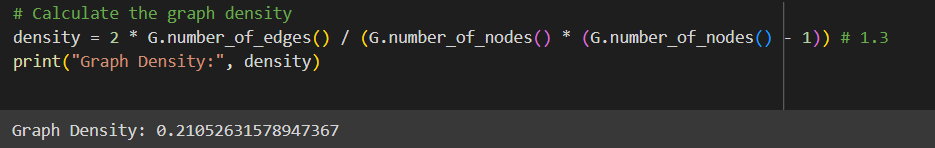 # Calculate the graph density
density = 2 * G.number_of_edges() / (G.number_of_nodes() * (G.number_of_nodes() - 1)) # 1.3
print("Graph Density:", density)
Graph Density: 0.21052631578947367